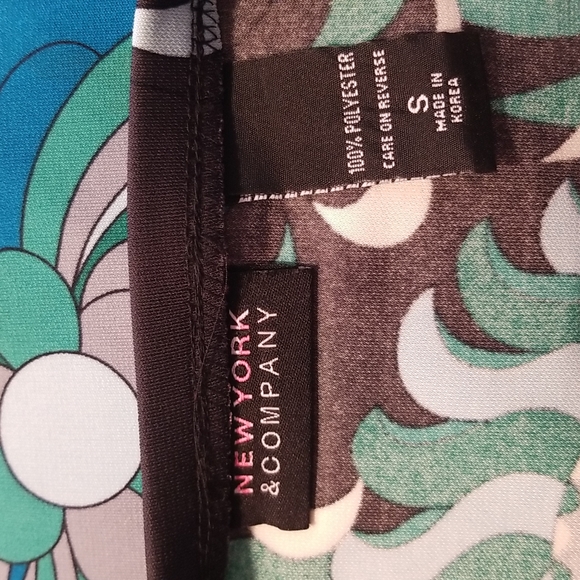 100% POLYESTER
CARE ON REVERSE
S
MADE IN
KOREA
NEW YORK
&COMPANY